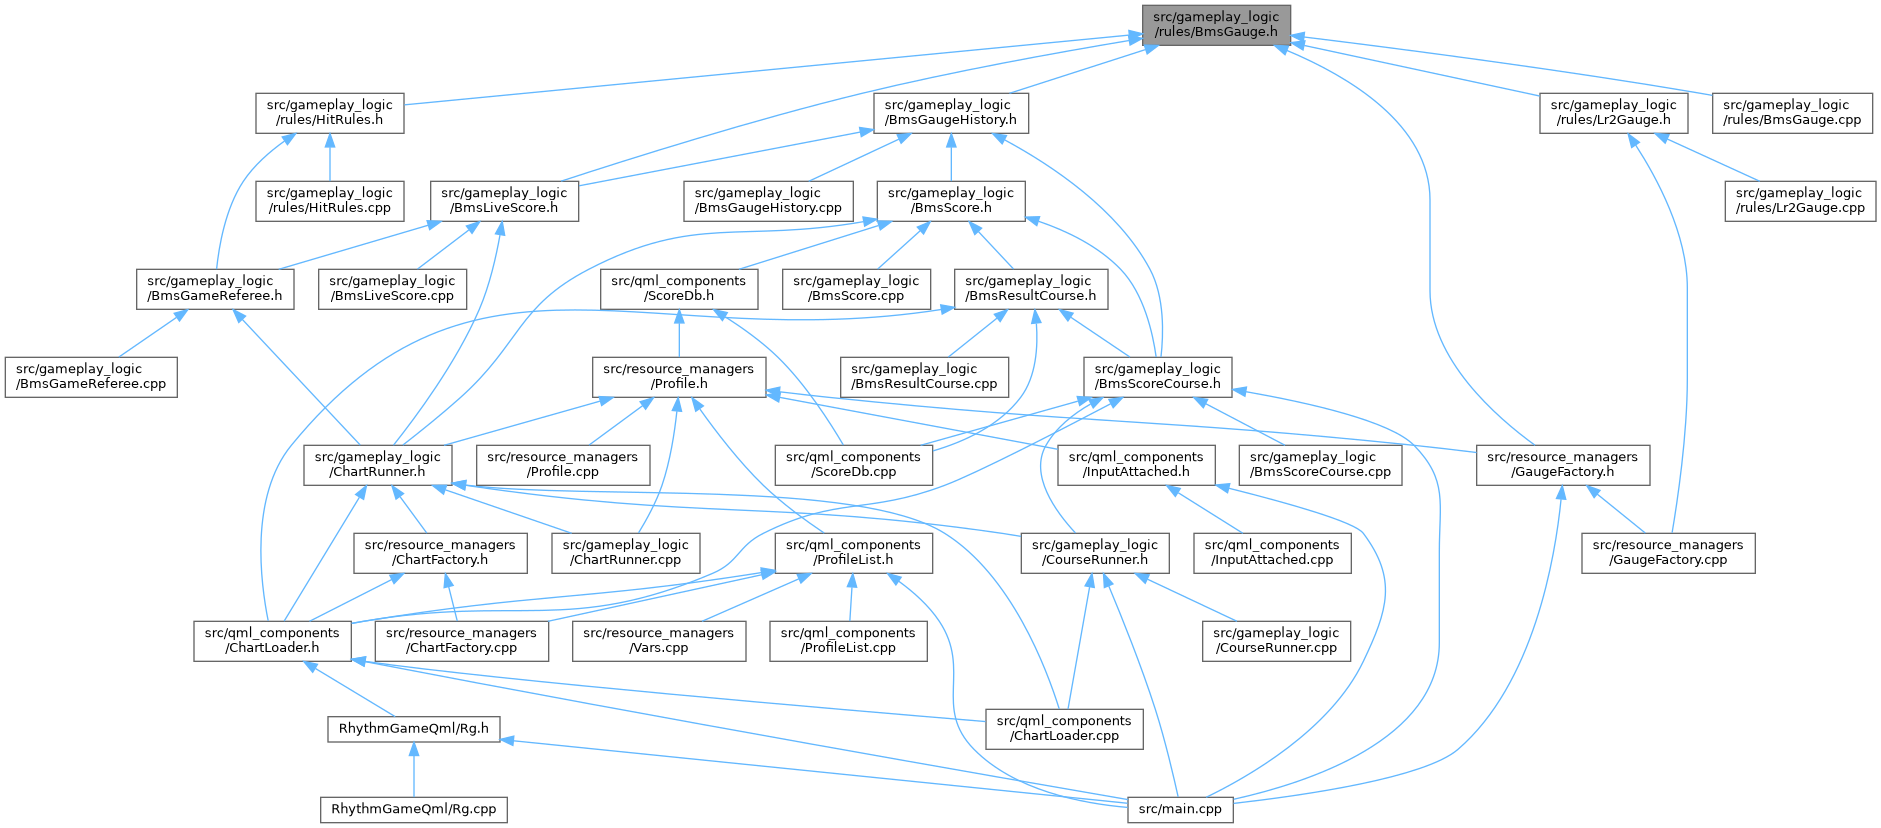 src/gameplay_logic
/rules/BmsGauge.h
src/gameplay_logic
/rules/HitRules.h
src/gameplay_logic
/BmsGaugeHistory.h
src/gameplay_logic
/rules/Lr2Gauge.h
src/gameplay_logic
/rules/BmsGauge.cpp
src/gameplay_logic
/rules/HitRules.cpp
src/gameplay_logic
/BmsLiveScore.h
src/gameplay_logic
/BmsGaugeHistory.cpp
src/gameplay_logic
/BmsScore.h
src/gameplay_logic
/rules/Lr2Gauge.cpp
src/gameplay_logic
/BmsGameReferee.h
src/gameplay_logic
/BmsLiveScore.cpp
src/qml_components
/ScoreDb.h
src/gameplay_logic
/BmsScore.cpp
src/gameplay_logic
/BmsResultCourse.h
src/gameplay_logic
/BmsGameReferee.cpp
src/resource_managers
/Profile.h
src/gameplay_logic
/BmsResultCourse.cpp
src/gameplay_logic
/BmsScoreCourse.h
src/gameplay_logic
/ChartRunner.h
src/resource_managers
/Profile.cpp
src/qml_components
/ScoreDb.cpp
src/qml_components
/InputAttached.h
src/gameplay_logic
/BmsScoreCourse.cpp
src/resource_managers
/GaugeFactory.h
src/resource_managers
/ChartFactory.h
src/gameplay_logic
/ChartRunner.cpp
src/qml_components
/ProfileList.h
src/gameplay_logic
/CourseRunner.h
src/qml_components
/InputAttached.cpp
src/resource_managers
/GaugeFactory.cpp
src/qml_components
/ChartLoader.h
src/resource_managers
/ChartFactory.cpp
src/resource_managers
/Vars.cpp
src/qml_components
/ProfileList.cpp
src/gameplay_logic
/CourseRunner.cpp
RhythmGameQml/Rg.h
src/qml_components
/ChartLoader.cpp
RhythmGameQml/Rg.cpp
src/main.cpp